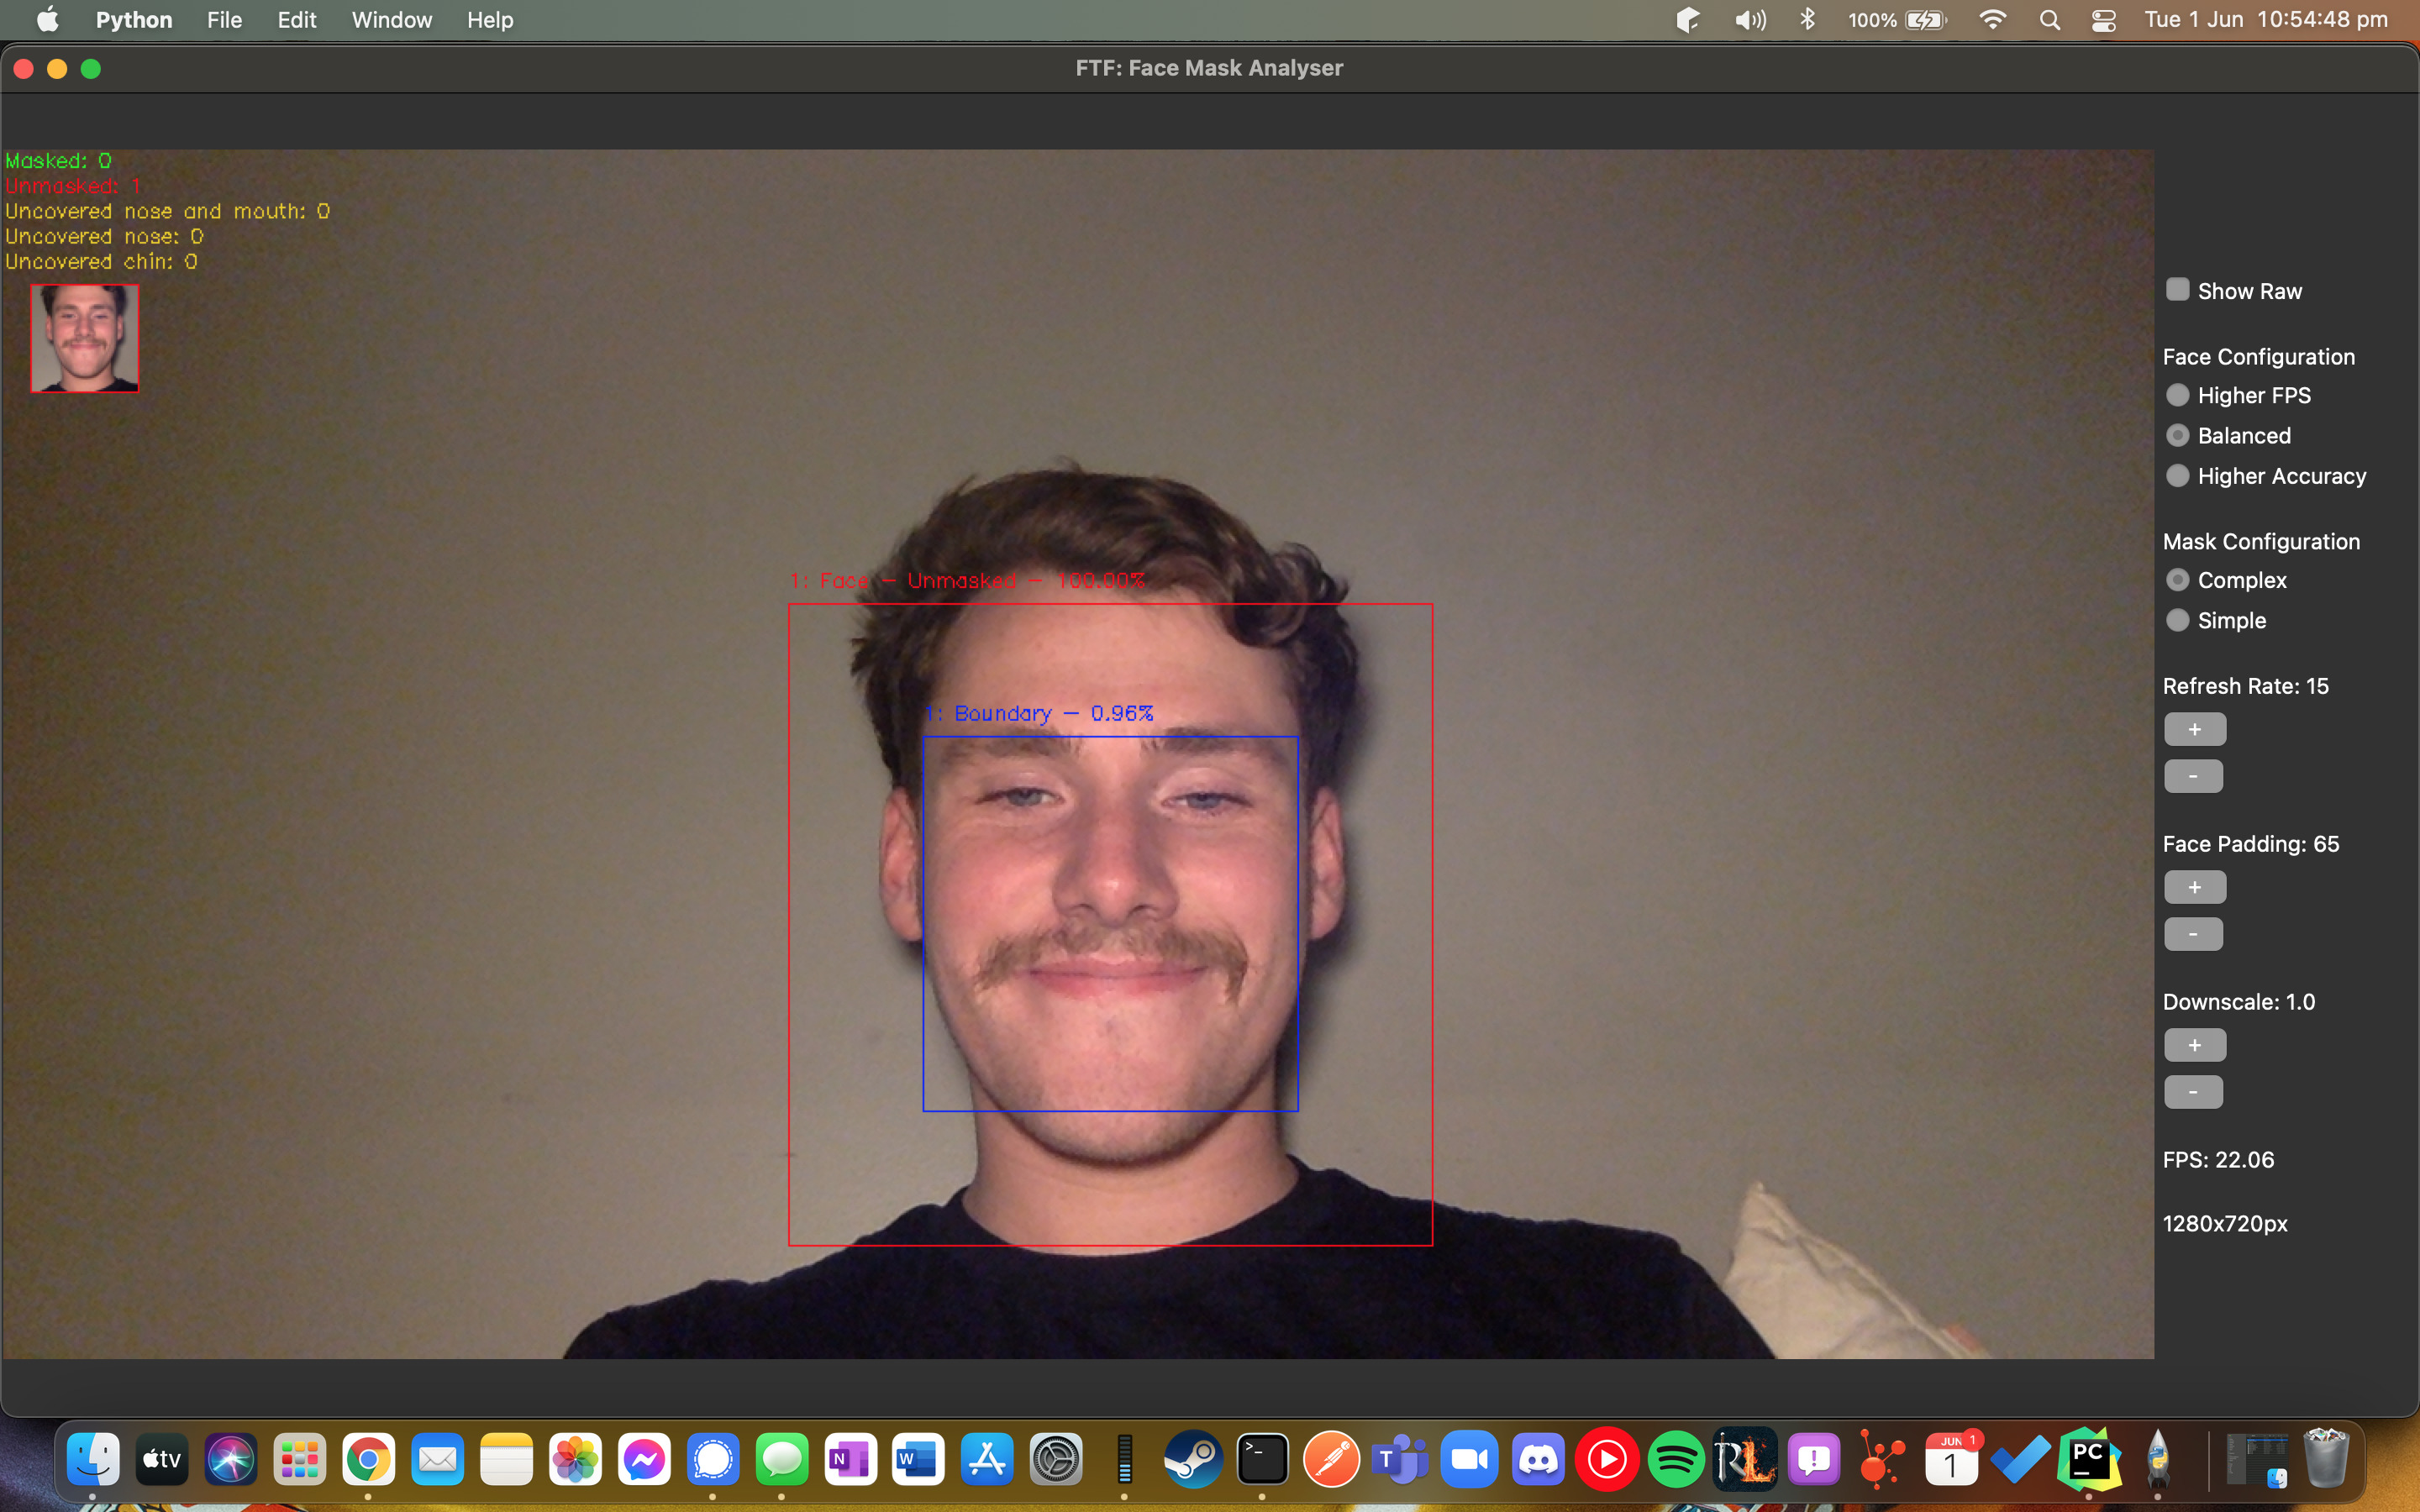 Python File Edit Window Help 100% Tue 1 Jun 10:54:48 pm
FTF: Face Mask Analyser
Masked: 0
Unmasked: 1
Uncovered nose and mouth: 0
Uncovered nose: 0
Uncovered chin: 0
1: Face - Unmasked - 100.00%
1: Boundary - 0.96%
Show Raw
Face Configuration
Higher FPS
Balanced
Higher Accuracy
Mask Configuration
Complex
Simple
Refresh Rate: 15
+
-
Face Padding: 65
+
-
Downscale: 1.0
+
-
FPS: 22.06
1280x720px
tv N W >_ T RL JUN 1 1 PC